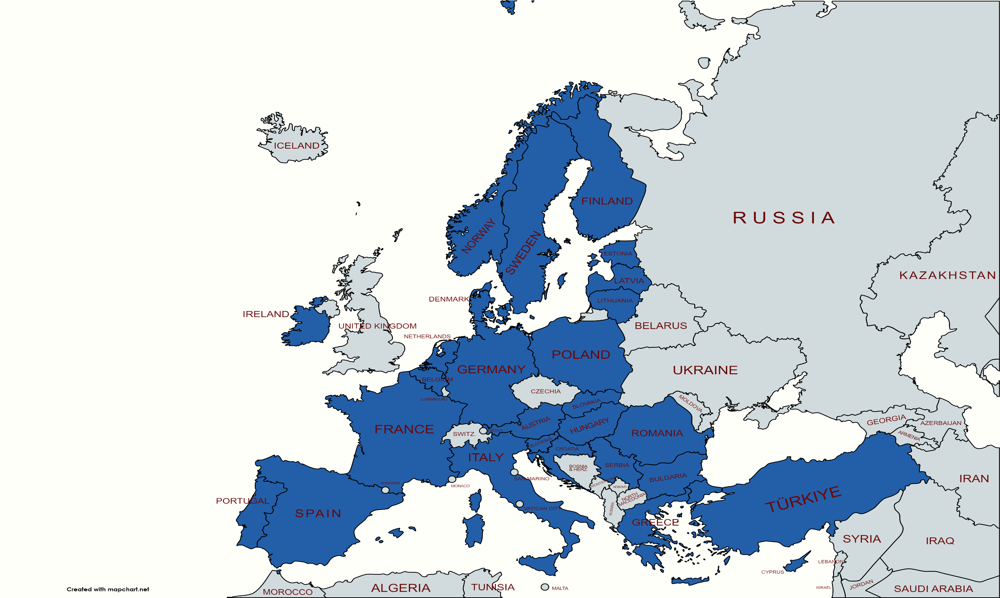 ICELAND
FINLAND
RUSSIA
NORWAY
SWEDEN
ESTONIA
KAZAKHSTAN
LATVIA
DENMARK
LITHUANIA
IRELAND
UNITED KINGDOM
BELARUS
NETHERLANDS
POLAND
GERMANY
UKRAINE
BELGIUM
CZECHIA
LUXEMBOURG
SLOVAKIA
MOLDOVA
GEORGIA
AUSTRIA
HUNGARY
AZERBAIJAN
FRANCE
LIECHT.
SWITZ.
ROMANIA
ARMENIA
SLOVENIA
CROATIA
ITALY
BOSNIA
& HERZ.
SERBIA
SAN MARINO
BULGARIA
IRAN
ANDORRA
MONTENEGRO
MONACO
KOSOVO
NORTH
MACEDONIA
PORTUGAL
TÜRKIYE
SPAIN
VATICAN CITY
ALBANIA
GREECE
SYRIA
IRAQ
LEBANON
CYPRUS
ALGERIA
TUNISIA
MALTA
ISRAEL
JORDAN
SAUDI ARABIA
MOROCCO
Created with mapchart.net